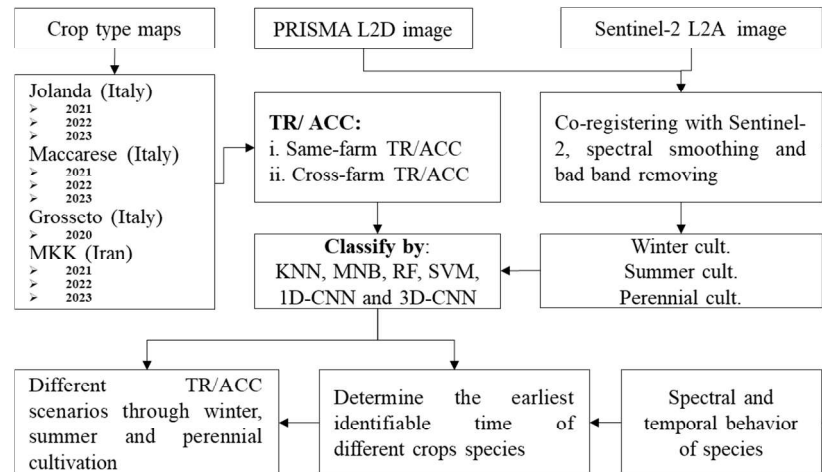 Crop type maps
PRISMA L2D image
Sentinel-2 L2A image
Jolanda (Italy)
➢ 2021
➢ 2022
➢ 2023
Maccarese (Italy)
➢ 2021
➢ 2022
➢ 2023
Grosseto (Italy)
➢ 2020
MKK (Iran)
➢ 2021
➢ 2022
➢ 2023
TR/ ACC:
i. Same-farm TR/ACC
ii. Cross-farm TR/ACC
Co-registering with Sentinel-
2, spectral smoothing and
bad band removing
Classify by:
KNN, MNB, RF, SVM,
1D-CNN and 3D-CNN
Winter cult.
Summer cult.
Perennial cult.
Different TR/ACC
scenarios through winter,
summer and perennial
cultivation
Determine the earliest
identifiable time of
different crops species
Spectral and
temporal behavior
of species